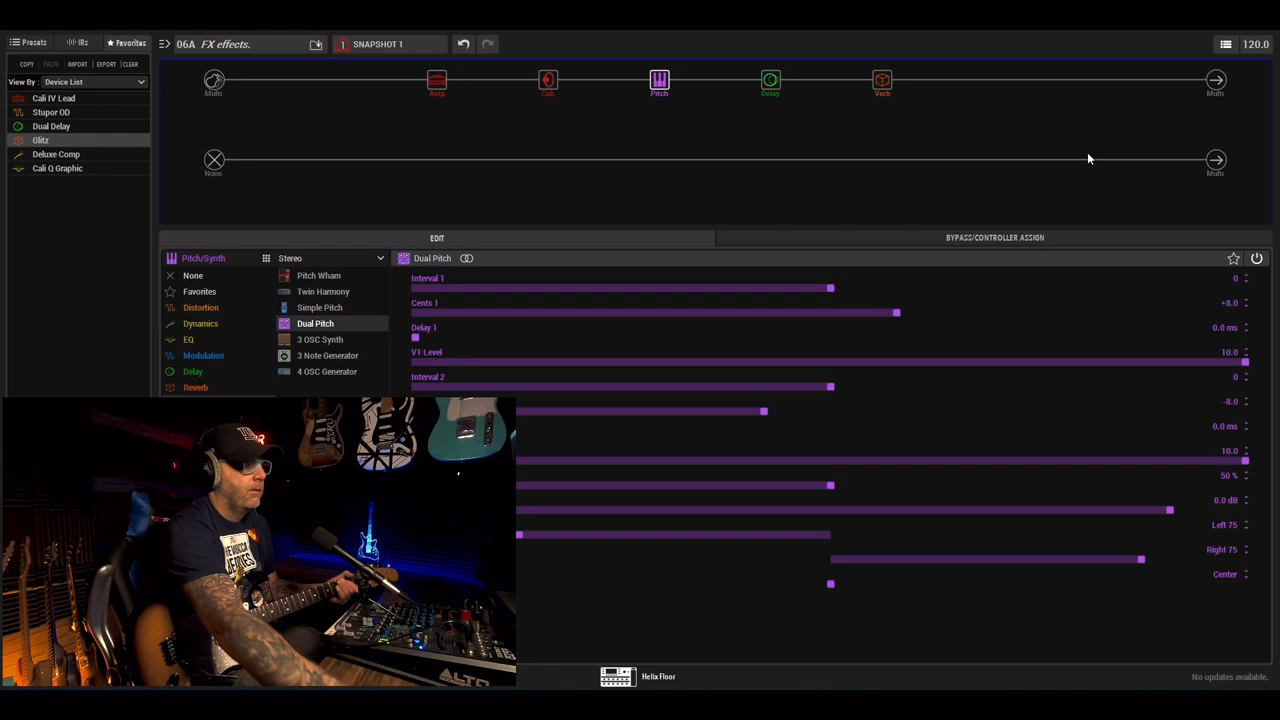 Presets IRs Favorites 06A FX effects. 1 SNAPSHOT 1 120.0
COPY PASTE IMPORT EXPORT CLEAR
View By : Device List
Cali IV Lead
Stupor OD
Dual Delay
Glitz
Deluxe Comp
Cali Q Graphic
Multi Amp Cab Pitch Delay Verb Multi
None Multi
EDIT BYPASS/CONTROLLER ASSIGN
Pitch/Synth Stereo Dual Pitch
None
Favorites
Distortion
Dynamics
EQ
Modulation
Delay
Reverb
Pitch Wham
Twin Harmony
Simple Pitch
Dual Pitch
3 OSC Synth
3 Note Generator
4 OSC Generator
Interval 1 0
Cents 1 +8.0
Delay 1 0.0 ms
V1 Level 10.0
Interval 2 0
-8.0
0.0 ms
10.0
50 %
0.0 dB
Left 75
Right 75
Center
ALTO
Helix Floor No updates available.